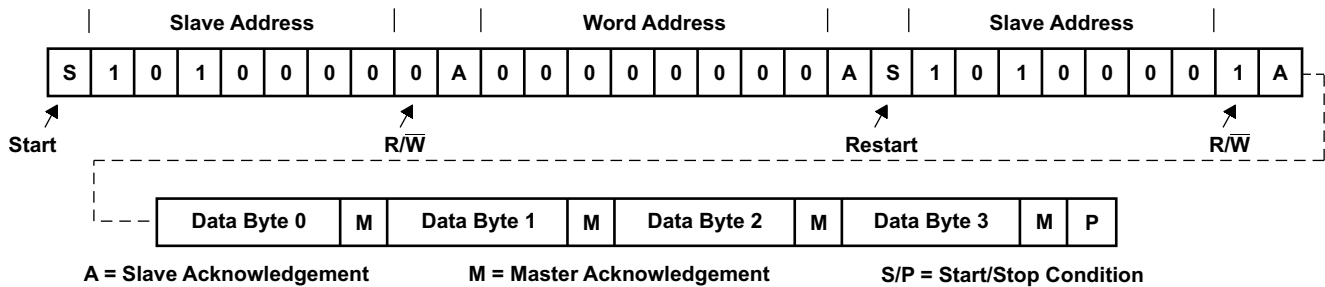 Slave Address Word Address Slave Address
S 1 0 1 0 0 0 0 0 A 0 0 0 0 0 0 0 0 A S 1 0 1 0 0 0 0 1 A
Start R/W̅ Restart R/W̅
Data Byte 0 M Data Byte 1 M Data Byte 2 M Data Byte 3 M P
A = Slave Acknowledgement M = Master Acknowledgement S/P = Start/Stop Condition